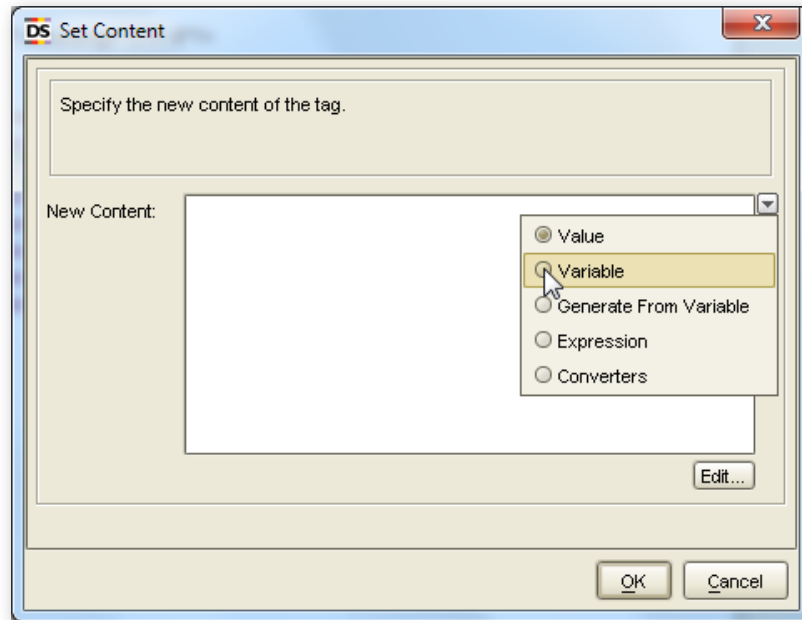 DS Set Content
Specify the new content of the tag.
New Content:
Value
Variable
Generate From Variable
Expression
Converters
Edit...
OK
Cancel